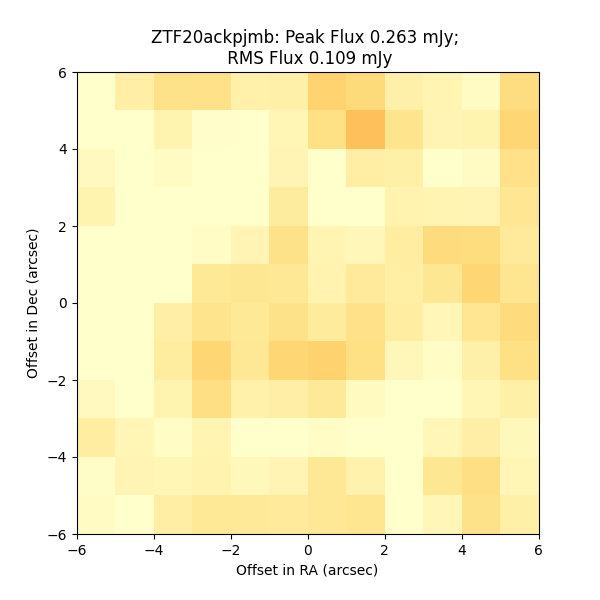 ZTF20ackpjmb: Peak Flux 0.263 mJy;
RMS Flux 0.109 mJy
6
4
2
0
−2
−4
−6
Offset in Dec (arcsec)
−6 −4 −2 0 2 4 6
Offset in RA (arcsec)